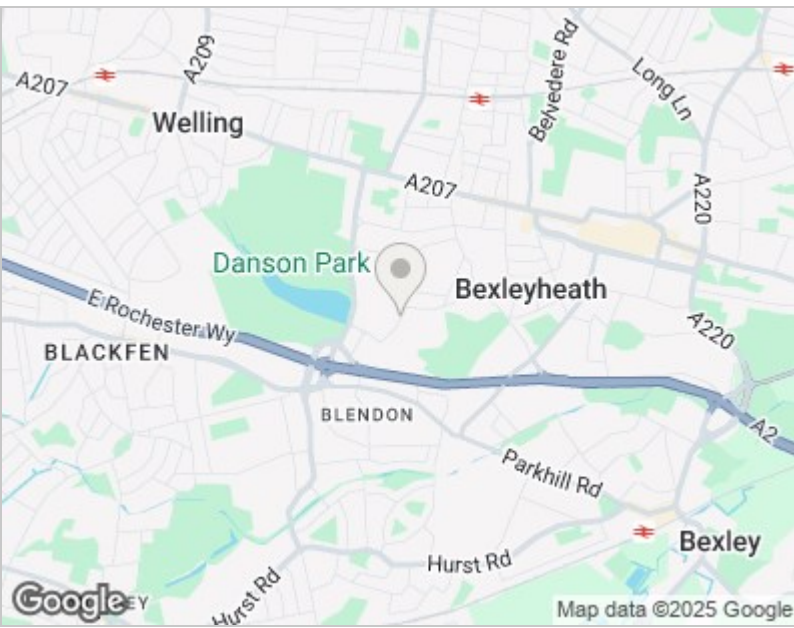 A209
Belvedere Rd
Long Ln
A207
Welling
A207
A220
Danson Park
Bexleyheath
E Rochester Wy
A220
BLACKFEN
BLENDON
A2
Parkhill Rd
Bexley
Hurst Rd
Hurst Rd
Google
EY
Map data ©2025 Google